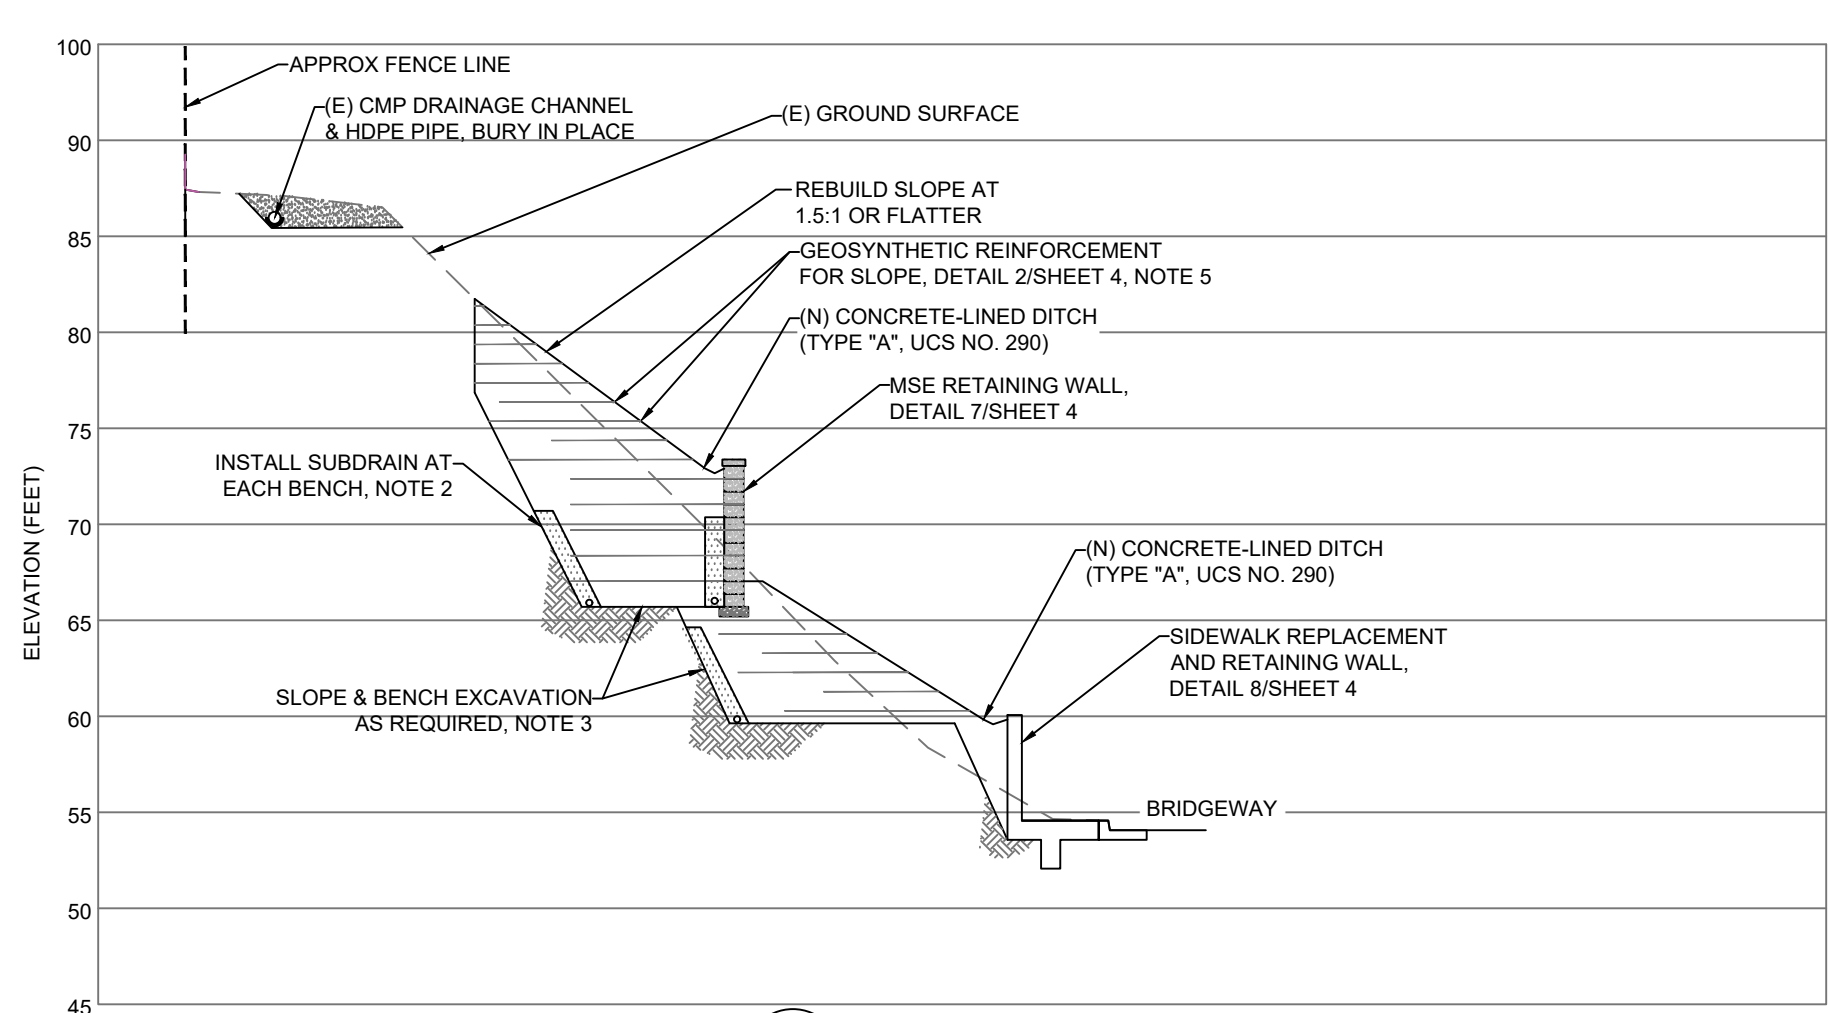 100
APPROX FENCE LINE
(E) CMP DRAINAGE CHANNEL
& HDPE PIPE, BURY IN PLACE
(E) GROUND SURFACE
90
REBUILD SLOPE AT
1.5:1 OR FLATTER
85
GEOSYNTHETIC REINFORCEMENT
FOR SLOPE, DETAIL 2/SHEET 4, NOTE 5
(N) CONCRETE-LINED DITCH
(TYPE "A", UCS NO. 290)
80
MSE RETAINING WALL,
DETAIL 7/SHEET 4
75
INSTALL SUBDRAIN AT
EACH BENCH, NOTE 2
70
ELEVATION (FEET)
(N) CONCRETE-LINED DITCH
(TYPE "A", UCS NO. 290)
65
SIDEWALK REPLACEMENT
AND RETAINING WALL,
DETAIL 8/SHEET 4
SLOPE & BENCH EXCAVATION
AS REQUIRED, NOTE 3
60
55
BRIDGEWAY
50
45